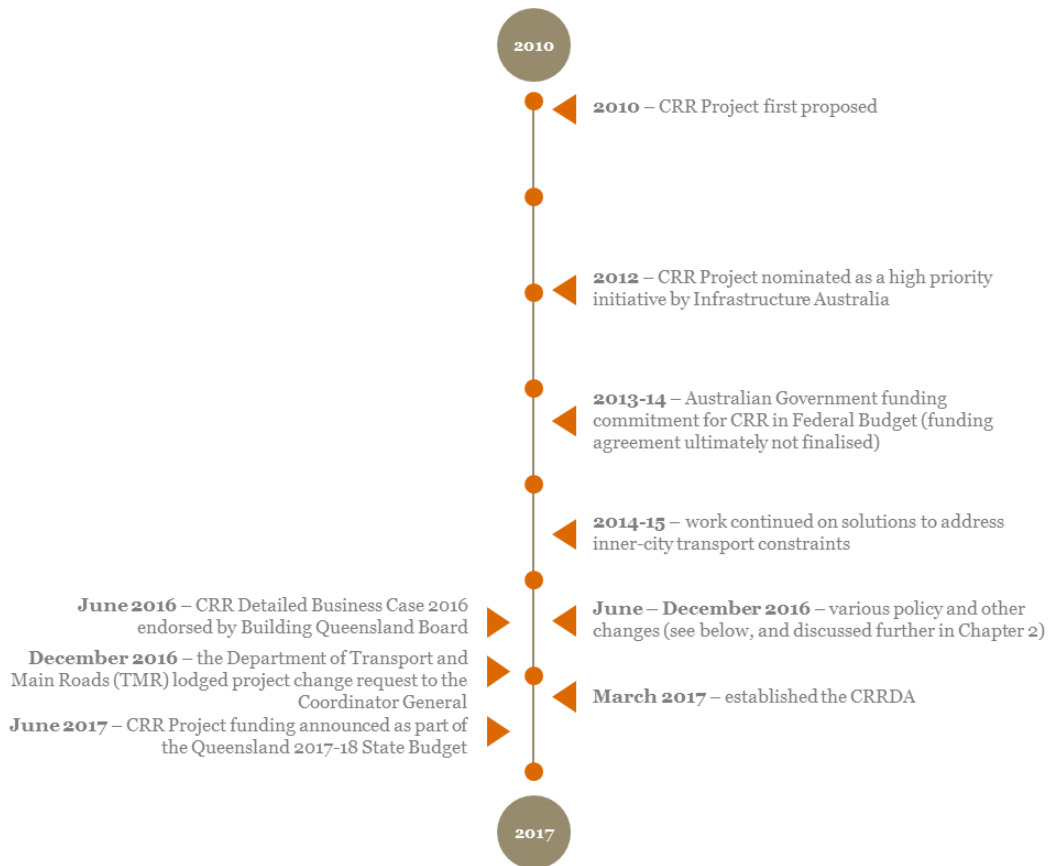 2010
2010 – CRR Project first proposed
2012 – CRR Project nominated as a high priority
initiative by Infrastructure Australia
2013-14 – Australian Government funding
commitment for CRR in Federal Budget (funding
agreement ultimately not finalised)
2014-15 – work continued on solutions to address
inner-city transport constraints
June 2016 – CRR Detailed Business Case 2016
endorsed by Building Queensland Board
June – December 2016 – various policy and other
changes (see below, and discussed further in Chapter 2)
December 2016 – the Department of Transport and
Main Roads (TMR) lodged project change request to the
Coordinator General
March 2017 – established the CRRDA
June 2017 – CRR Project funding announced as part of
the Queensland 2017-18 State Budget
2017